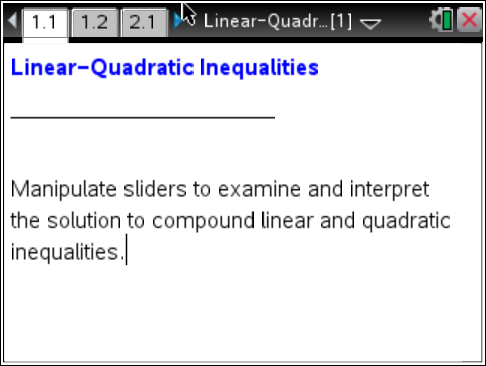 1.1 1.2 2.1 Linear-Quadr...[1]
Linear-Quadratic Inequalities
Manipulate sliders to examine and interpret
the solution to compound linear and quadratic
inequalities.